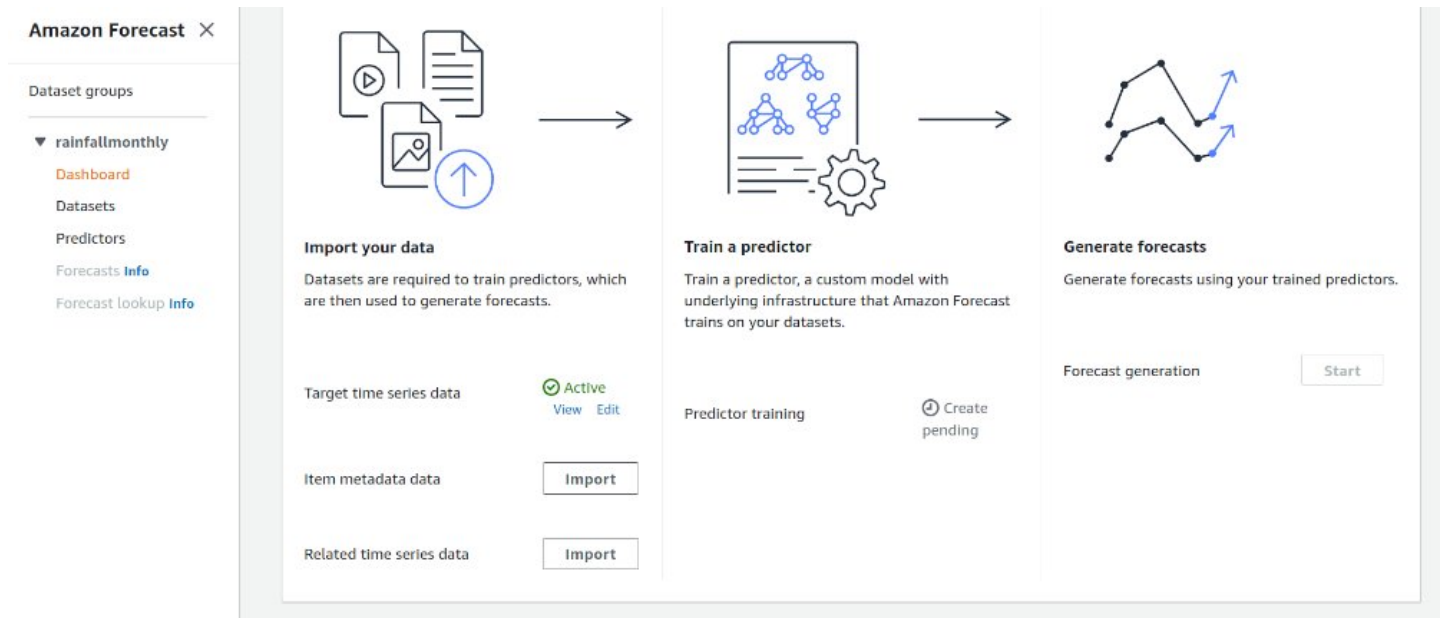 Amazon Forecast
Dataset groups
rainfallmonthly
Dashboard
Datasets
Predictors
Forecasts Info
Forecast lookup Info
Import your data
Datasets are required to train predictors, which
are then used to generate forecasts.
Target time series data
Active
View Edit
Item metadata data
Import
Related time series data
Import
Train a predictor
Train a predictor, a custom model with
underlying infrastructure that Amazon Forecast
trains on your datasets.
Predictor training
Create
pending
Generate forecasts
Generate forecasts using your trained predictors.
Forecast generation
Start